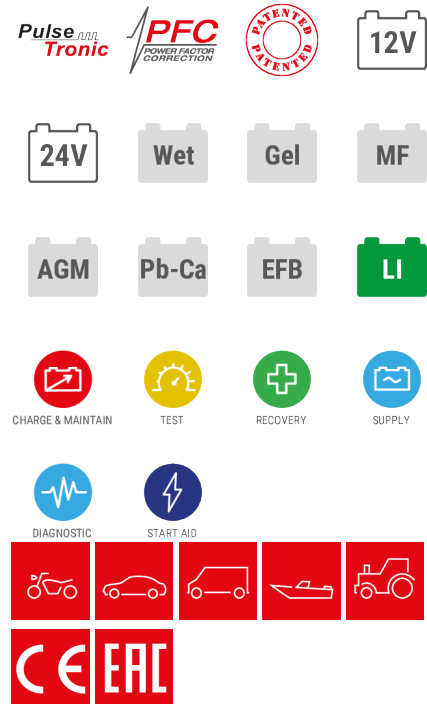 Pulse
Tronic
PFC
POWER FACTOR
CORRECTION
PATENTED
PATENTED
12V
24V
Wet
Gel
MF
AGM
Pb-Ca
EFB
LI
CHARGE & MAINTAIN
TEST
RECOVERY
SUPPLY
DIAGNOSTIC
START AID
CE
EAC